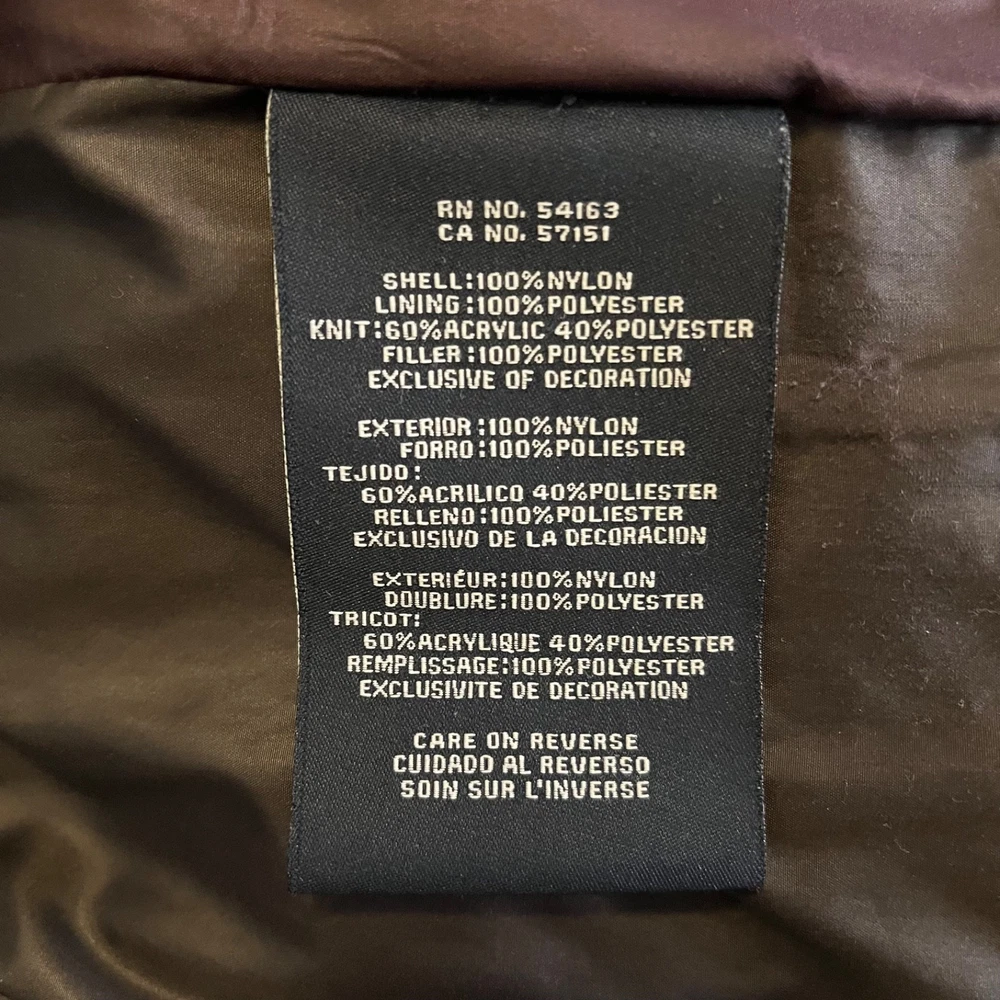 RN NO. 54163
CA NO. 57151
SHELL:100%NYLON
LINING:100%POLYESTER
KNIT:60%ACRYLIC 40%POLYESTER
FILLER:100%POLYESTER
EXCLUSIVE OF DECORATION
EXTERIOR:100%NYLON
FORRO:100%POLIESTER
TEJIDO:
60%ACRILICO 40%POLIESTER
RELLENO:100%POLIESTER
EXCLUSIVO DE LA DECORACION
EXTERIÉUR:100%NYLON
DOUBLURE:100%POLYESTER
TRICOT:
60%ACRYLIQUE 40%POLYESTER
REMPLISSAGE:100%POLYESTER
EXCLUSIVITE DE DECORATION
CARE ON REVERSE
CUIDADO AL REVERSO
SOIN SUR L'INVERSE